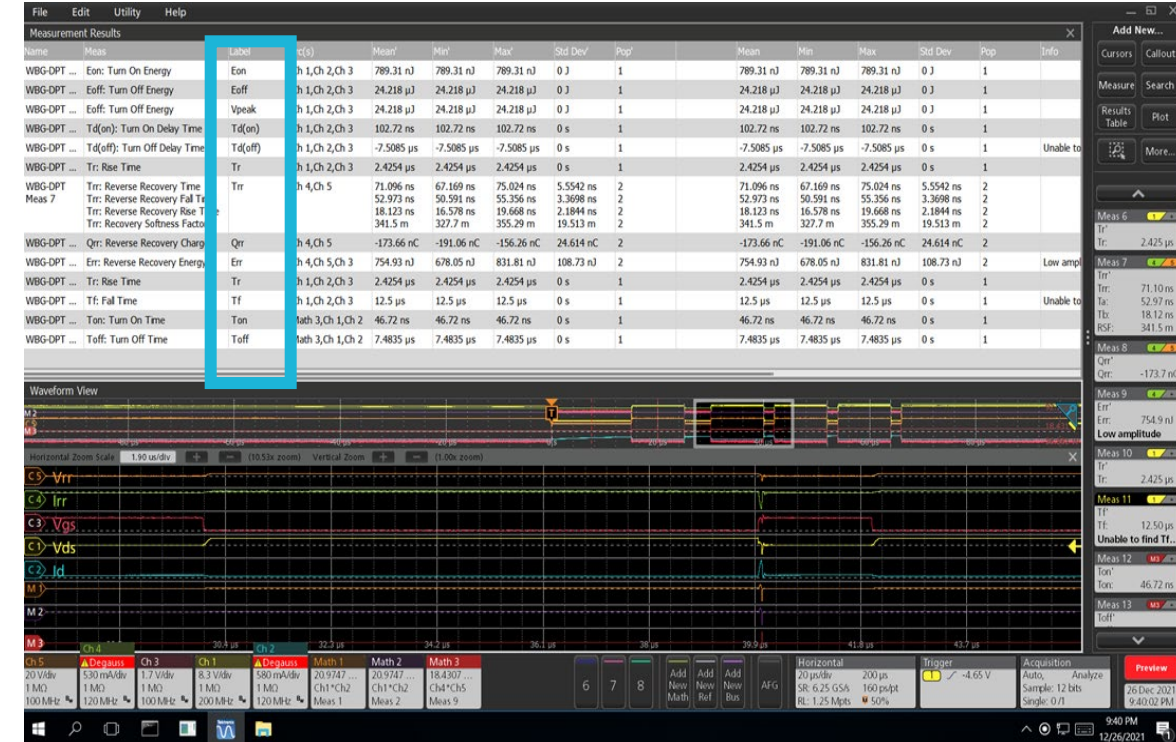 File Edit Utility Help
Measurement Results
Name Meas Label Mean' Min' Max' Std Dev' Pop' Mean Min Max Std Dev Pop Info
WBG-DPT ... Eon: Turn On Energy Eon Ch 1,Ch 2,Ch 3 789.31 nJ 789.31 nJ 789.31 nJ 0 J 1 789.31 nJ 789.31 nJ 789.31 nJ 0 J 1
WBG-DPT ... Eoff: Turn Off Energy Eoff Ch 1,Ch 2,Ch 3 24.218 µJ 24.218 µJ 24.218 µJ 0 J 1 24.218 µJ 24.218 µJ 24.218 µJ 0 J 1
WBG-DPT ... Eoff: Turn Off Energy Vpeak Ch 1,Ch 2,Ch 3 24.218 µJ 24.218 µJ 24.218 µJ 0 J 1 24.218 µJ 24.218 µJ 24.218 µJ 0 J 1
WBG-DPT ... Td(on): Turn On Delay Time Td(on) Ch 1,Ch 2,Ch 3 102.72 ns 102.72 ns 102.72 ns 0 s 1 102.72 ns 102.72 ns 102.72 ns 0 s 1
WBG-DPT ... Td(off): Turn Off Delay Time Td(off) Ch 1,Ch 2,Ch 3 -7.5085 µs -7.5085 µs -7.5085 µs 0 s 1 -7.5085 µs -7.5085 µs -7.5085 µs 0 s 1 Unable to
WBG-DPT ... Tr: Rise Time Tr Ch 1,Ch 2,Ch 3 2.4254 µs 2.4254 µs 2.4254 µs 0 s 1 2.4254 µs 2.4254 µs 2.4254 µs 0 s 1
WBG-DPT Trr: Reverse Recovery Time Trr Ch 4,Ch 5 71.096 ns 67.169 ns 75.024 ns 5.5542 ns 2 71.096 ns 67.169 ns 75.024 ns 5.5542 ns 2
Meas 7 Trr: Reverse Recovery Fall 52.973 ns 50.591 ns 55.356 ns 3.3698 ns 2 52.973 ns 50.591 ns 55.356 ns 3.3698 ns 2
Trr: Reverse Recovery Rise 18.123 ns 16.578 ns 19.668 ns 2.1844 ns 2 18.123 ns 16.578 ns 19.668 ns 2.1844 ns 2
Trr: Recovery Softness Factor 341.5 m 327.7 m 355.29 m 19.513 m 2 341.5 m 327.7 m 355.29 m 19.513 m 2
WBG-DPT ... Qrr: Reverse Recovery Charge Qrr Ch 4,Ch 5 -173.66 nC -191.06 nC -156.26 nC 24.614 nC 2 -173.66 nC -191.06 nC -156.26 nC 24.614 nC 2
WBG-DPT ... Err: Reverse Recovery Energy Err Ch 4,Ch 5,Ch 3 754.93 nJ 678.05 nJ 831.81 nJ 108.73 nJ 2 754.93 nJ 678.05 nJ 831.81 nJ 108.73 nJ 2 Low ampl
WBG-DPT ... Tr: Rise Time Tr Ch 1,Ch 2,Ch 3 2.4254 µs 2.4254 µs 2.4254 µs 0 s 1 2.4254 µs 2.4254 µs 2.4254 µs 0 s 1
WBG-DPT ... Tf: Fall Time Tf Ch 1,Ch 2,Ch 3 12.5 µs 12.5 µs 12.5 µs 0 s 1 12.5 µs 12.5 µs 12.5 µs 0 s 1 Unable to
WBG-DPT ... Ton: Turn On Time Ton Math 3,Ch 1,Ch 2 46.72 ns 46.72 ns 46.72 ns 0 s 1 46.72 ns 46.72 ns 46.72 ns 0 s 1
WBG-DPT ... Toff: Turn Off Time Toff Math 3,Ch 1,Ch 2 7.4835 µs 7.4835 µs 7.4835 µs 0 s 1 7.4835 µs 7.4835 µs 7.4835 µs 0 s 1
Waveform View
M 2
M3
T
Horizontal Zoom Scale 1.90 us/div + − (10.53x zoom) Vertical Zoom + − (1.00x zoom)
C5 Vrr
C4 Irr
C3 Vgs
C1 Vds
C2 Id
M 1
M 2
M 3 30.4 µs 32.3 µs 34.2 µs 36.1 µs 38 µs 39.9 µs 41.8 µs 43.7 µs
Ch 5
20 V/div
1 MΩ
100 MHz
Ch 4
Degauss
530 mA/div
1 MΩ
120 MHz
Ch 3
1.7 V/div
1 MΩ
100 MHz
Ch 1
8.3 V/div
1 MΩ
200 MHz
Ch 2
Degauss
580 mA/div
1 MΩ
120 MHz
Math 1
20.9747 ...
Ch1*Ch2
Meas 1
Math 2
20.9747 ...
Ch1*Ch2
Meas 2
Math 3
18.4307 ...
Ch4*Ch5
Meas 9
6 7 8
Add New Math
Add New Ref
Add New Bus
AFG
Horizontal
20 µs/div 200 µs
SR: 6.25 GS/s 160 ps/pt
RL: 1.25 Mpts 50%
Trigger
1 -4.65 V
Acquisition
Auto, Analyze
Sample: 12 bits
Single: 0 /1
Preview
26 Dec 2021
9:40:02 PM
Add New...
Cursors Callout
Measure Search
Results Table Plot
More...
Meas 6
Tr'
Tr: 2.425 µs
Meas 7
Trr'
Trr: 71.10 ns
Ta: 52.97 ns
Tb: 18.12 ns
RSF: 341.5 m
Meas 8
Qrr'
Qrr: -173.7 nC
Meas 9
Err'
Err: 754.9 nJ
Low amplitude
Meas 10
Tr'
Tr: 2.425 µs
Meas 11
Tf'
Tf: 12.50 µs
Unable to find Tf...
Meas 12 M3
Ton'
Ton: 46.72 ns
Meas 13 M3
Toff'
9:40 PM
12/26/2021